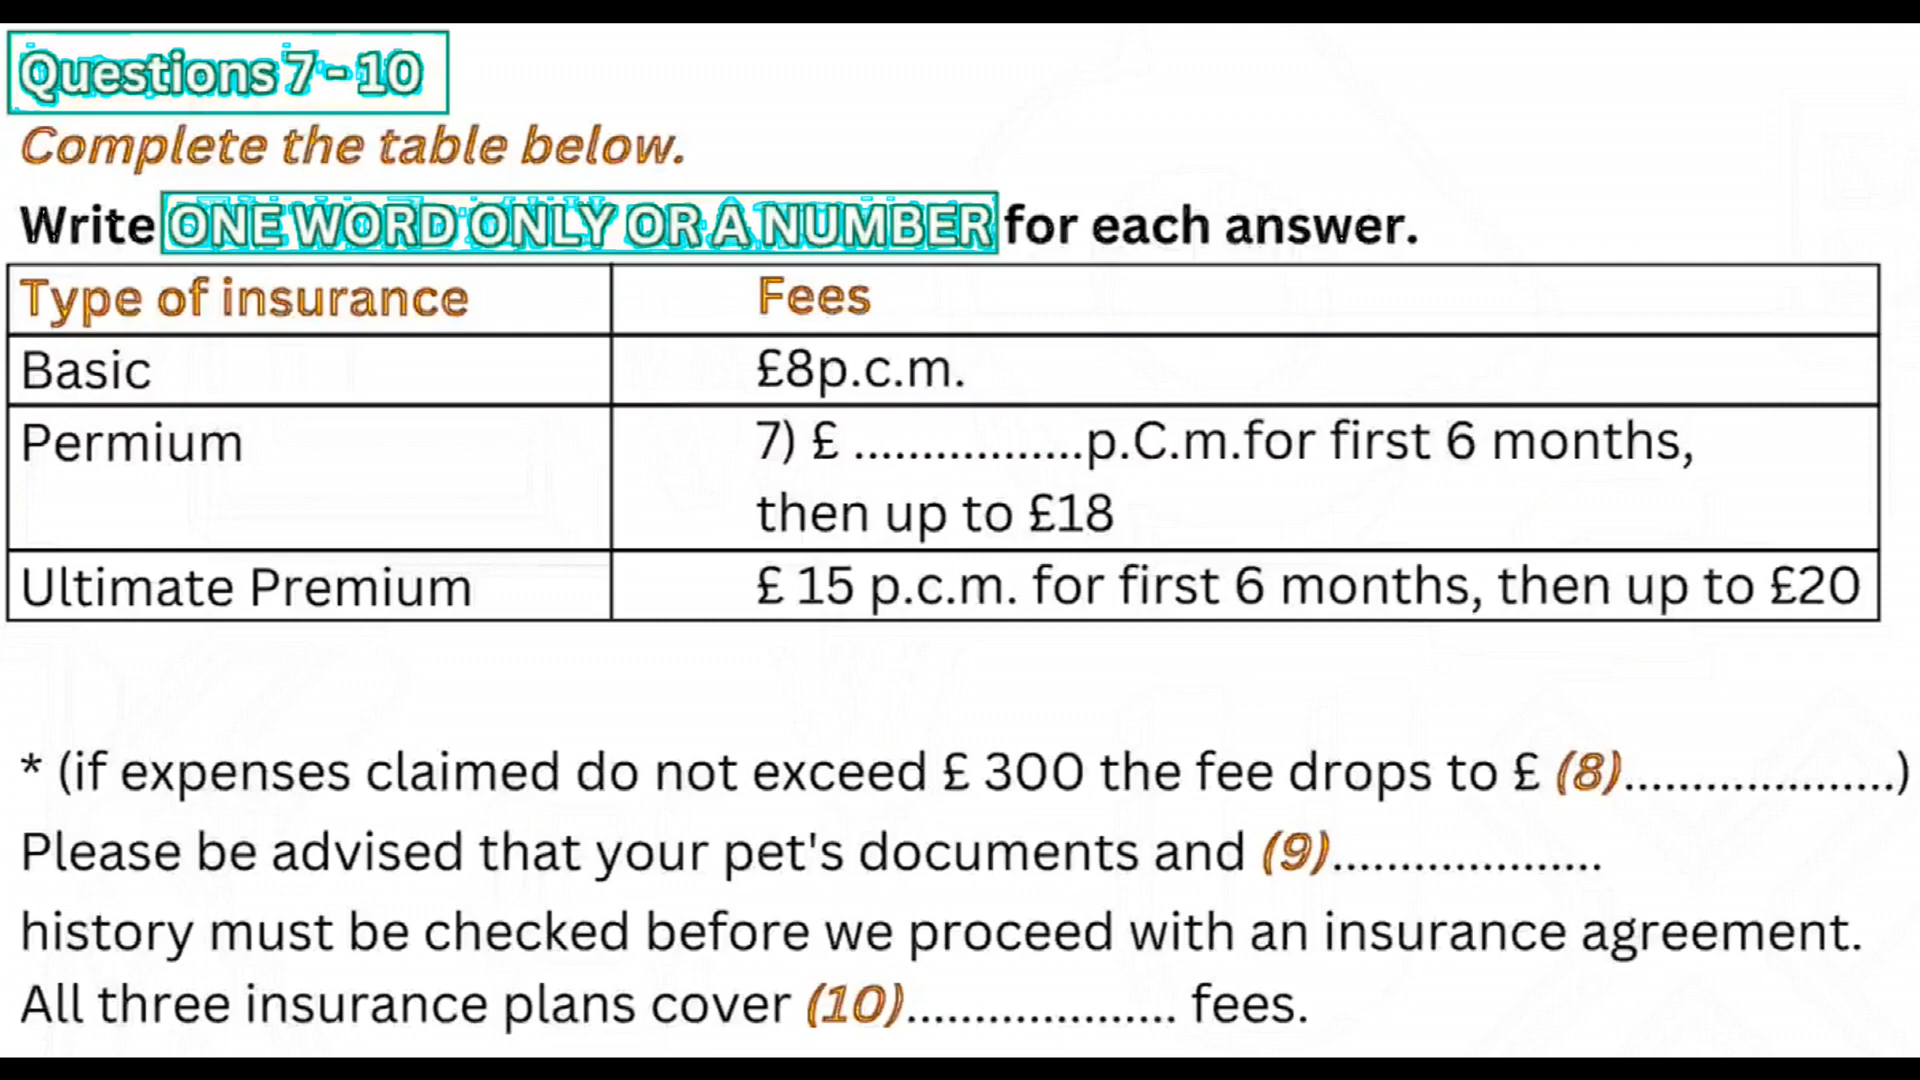 Questions 7 - 10
Complete the table below.
Write ONE WORD ONLY OR A NUMBER for each answer.
Type of insurance Fees
Basic £8p.c.m.
Permium 7) £ .................p.C.m.for first 6 months,
then up to £18
Ultimate Premium £ 15 p.c.m. for first 6 months, then up to £20
* (if expenses claimed do not exceed £ 300 the fee drops to £ (8)....................)
Please be advised that your pet's documents and (9)....................
history must be checked before we proceed with an insurance agreement.
All three insurance plans cover (10).................... fees.